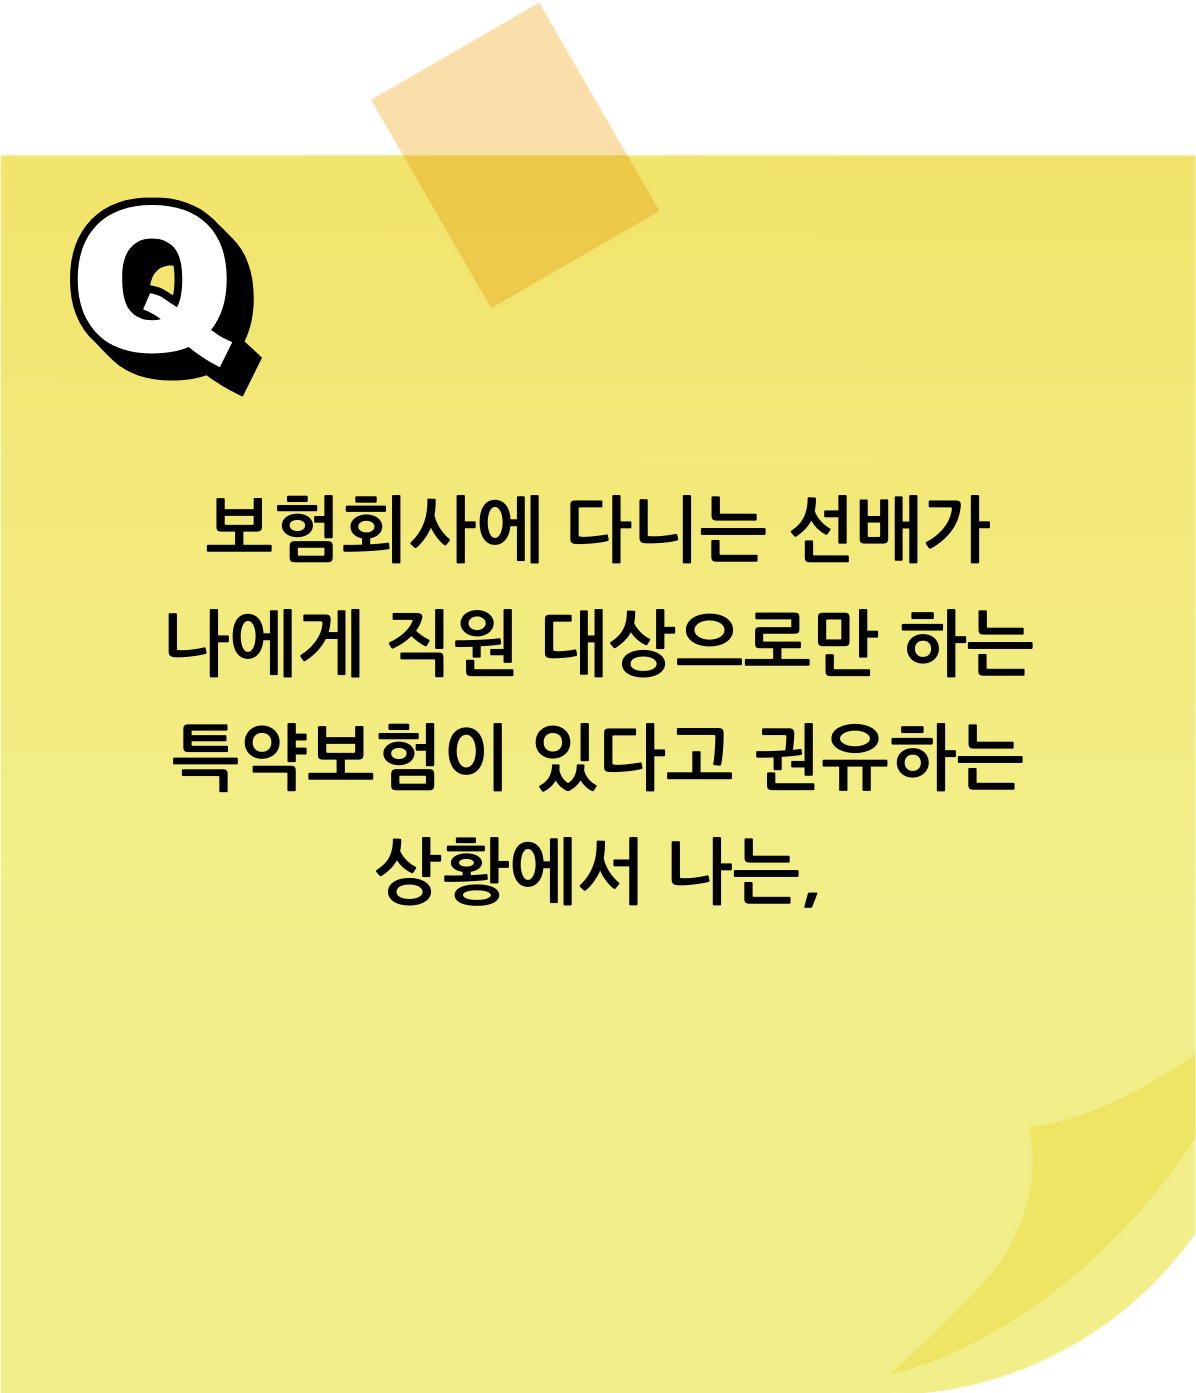 Q
보험회사에 다니는 선배가
나에게 직원 대상으로만 하는
특약보험이 있다고 권유하는
상황에서 나는,